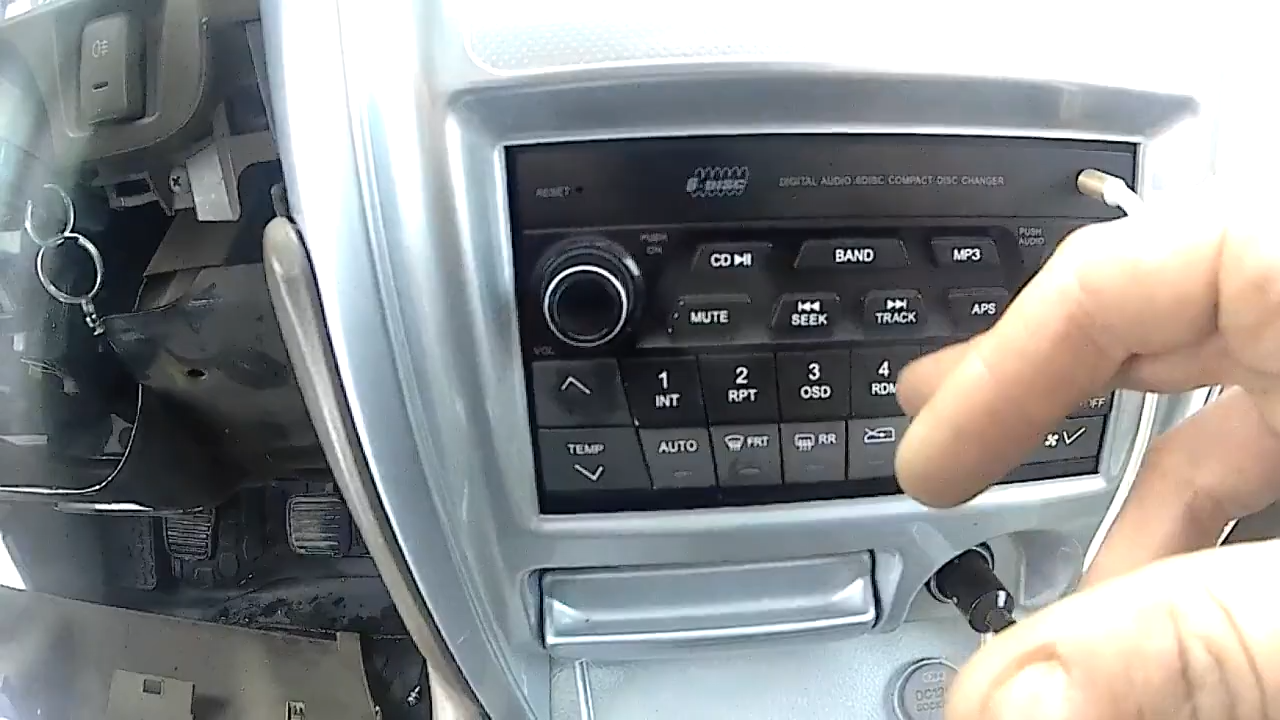 RESET
6-DISC
DIGITAL AUDIO 6DISC COMPACT DISC CHANGER
PUSH
ON
PUSH
AUDIO
CD
BAND
MP3
MUTE
SEEK
TRACK
APS
VOL
1
INT
2
RPT
3
OSD
4
RDM
OFF
TEMP
AUTO
FRT
RR